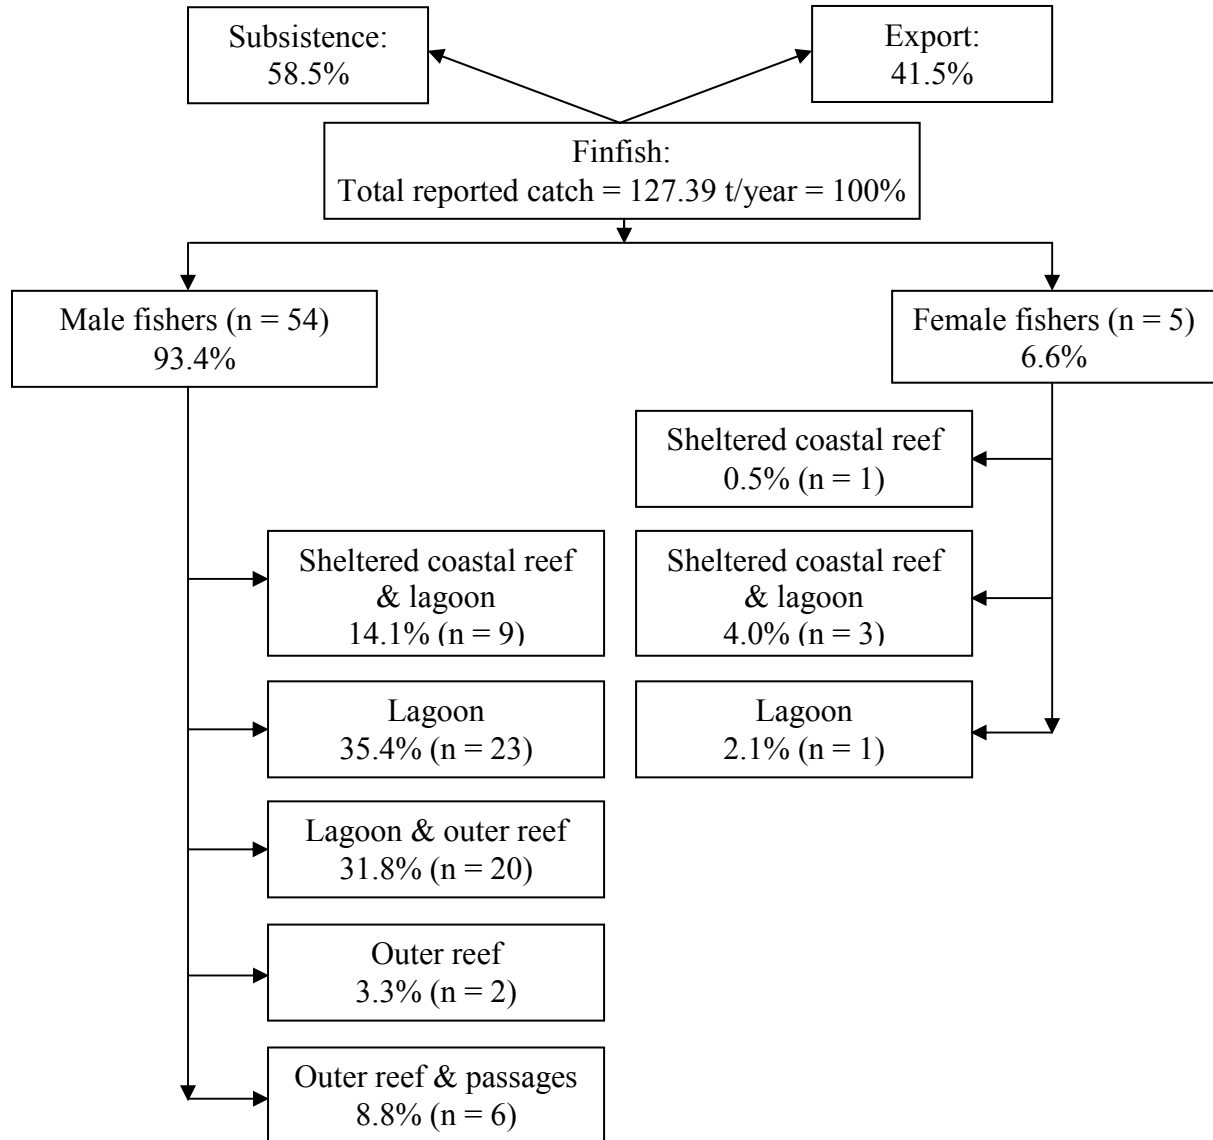 Subsistence:
58.5%
Export:
41.5%
Finfish:
Total reported catch = 127.39 t/year = 100%
Male fishers (n = 54)
93.4%
Female fishers (n = 5)
6.6%
Sheltered coastal reef
0.5% (n = 1)
Sheltered coastal reef
& lagoon
14.1% (n = 9)
Sheltered coastal reef
& lagoon
4.0% (n = 3)
Lagoon
35.4% (n = 23)
Lagoon
2.1% (n = 1)
Lagoon & outer reef
31.8% (n = 20)
Outer reef
3.3% (n = 2)
Outer reef & passages
8.8% (n = 6)